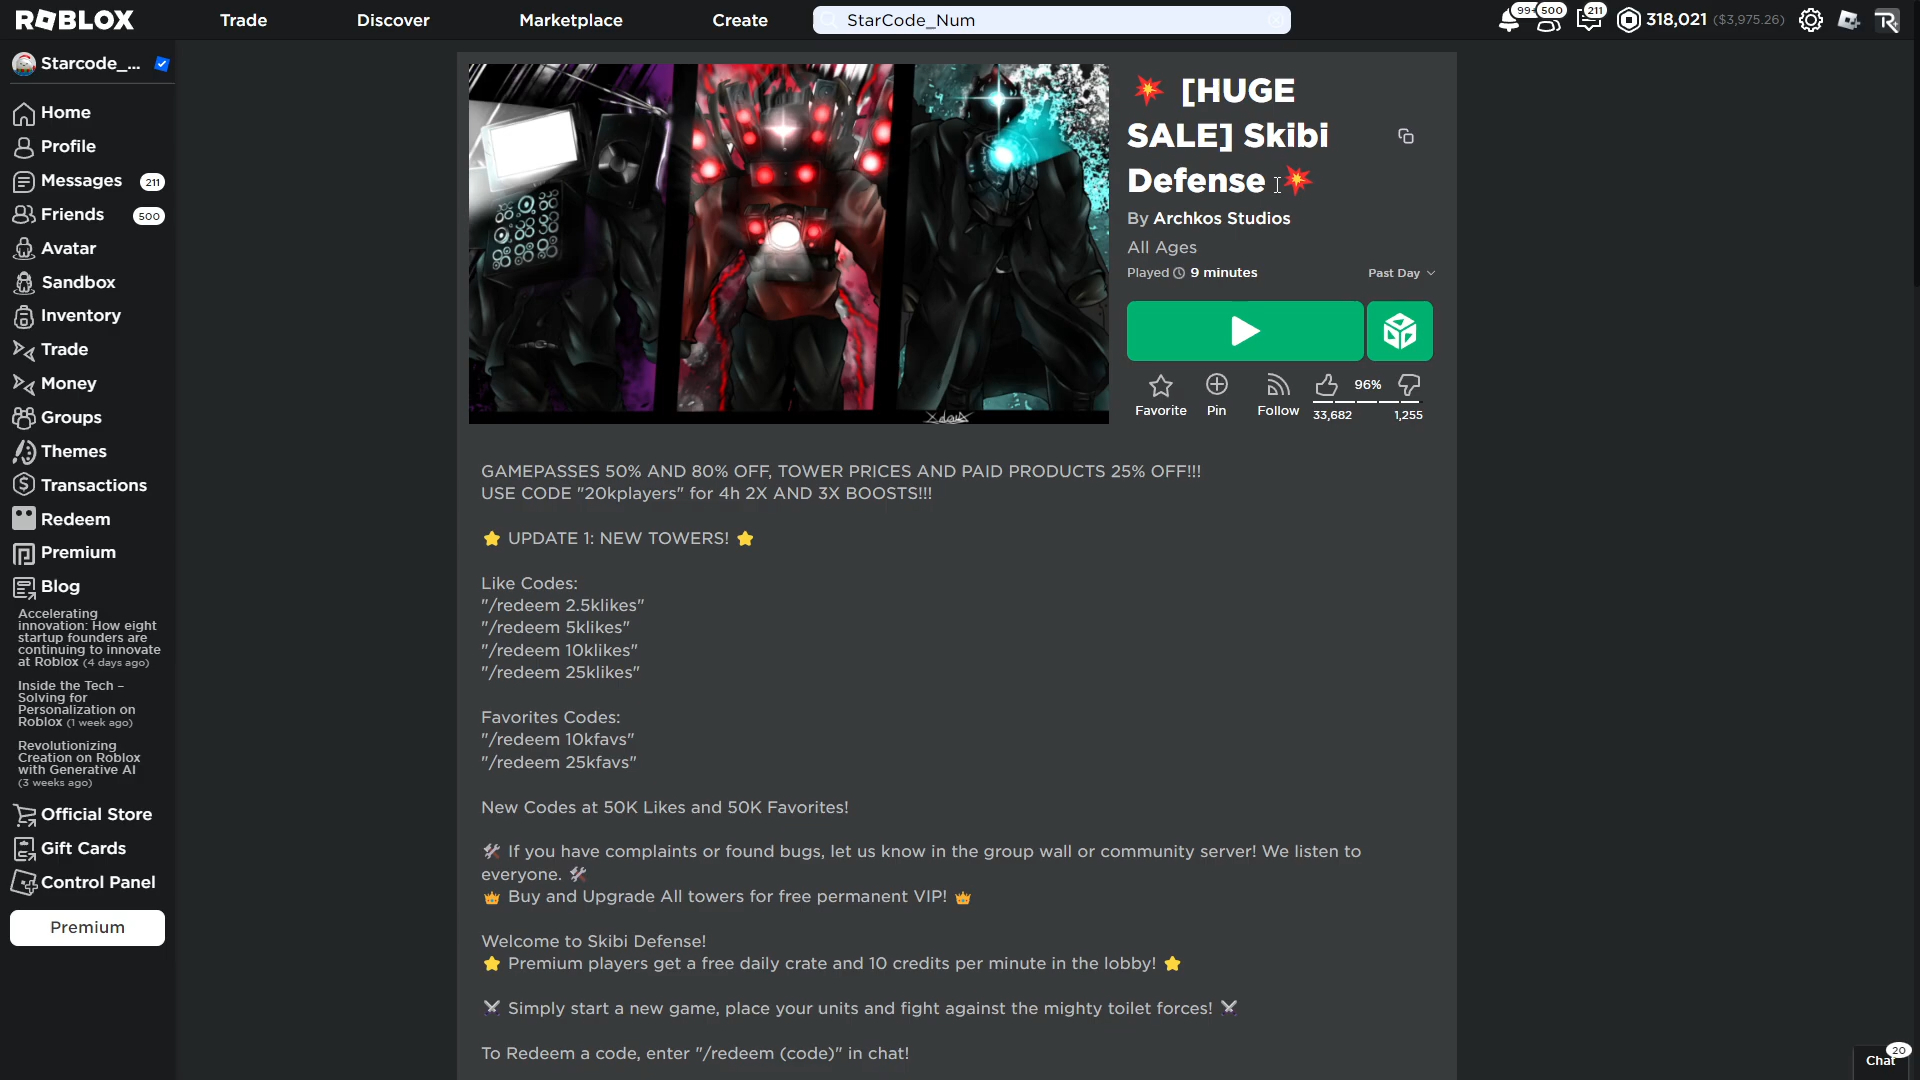 ROBLOX
Trade
Discover
Marketplace
Create
StarCode_Num
99+
500
211
318,021 ($3,975.26)
Starcode_...
Home
Profile
Messages 211
Friends 500
Avatar
Sandbox
Inventory
Trade
Money
Groups
Themes
Transactions
Redeem
Premium
Blog
Accelerating
innovation: How eight
startup founders are
continuing to innovate
at Roblox (4 days ago)
Inside the Tech –
Solving for
Personalization on
Roblox (1 week ago)
Revolutionizing
Creation on Roblox
with Generative AI
(3 weeks ago)
Official Store
Gift Cards
Control Panel
Premium
💥 [HUGE
SALE] Skibi
Defense 💥
By Archkos Studios
All Ages
Played 9 minutes
Past Day
Favorite
Pin
Follow
96%
33,682
1,255
GAMEPASSES 50% AND 80% OFF, TOWER PRICES AND PAID PRODUCTS 25% OFF!!!
USE CODE "20kplayers" for 4h 2X AND 3X BOOSTS!!!
⭐ UPDATE 1: NEW TOWERS! ⭐
Like Codes:
"/redeem 2.5klikes"
"/redeem 5klikes"
"/redeem 10klikes"
"/redeem 25klikes"
Favorites Codes:
"/redeem 10kfavs"
"/redeem 25kfavs"
New Codes at 50K Likes and 50K Favorites!
🛠 If you have complaints or found bugs, let us know in the group wall or community server! We listen to
everyone. 🛠
👑 Buy and Upgrade All towers for free permanent VIP! 👑
Welcome to Skibi Defense!
⭐ Premium players get a free daily crate and 10 credits per minute in the lobby! ⭐
⚔ Simply start a new game, place your units and fight against the mighty toilet forces! ⚔
To Redeem a code, enter "/redeem (code)" in chat!
Chat
20